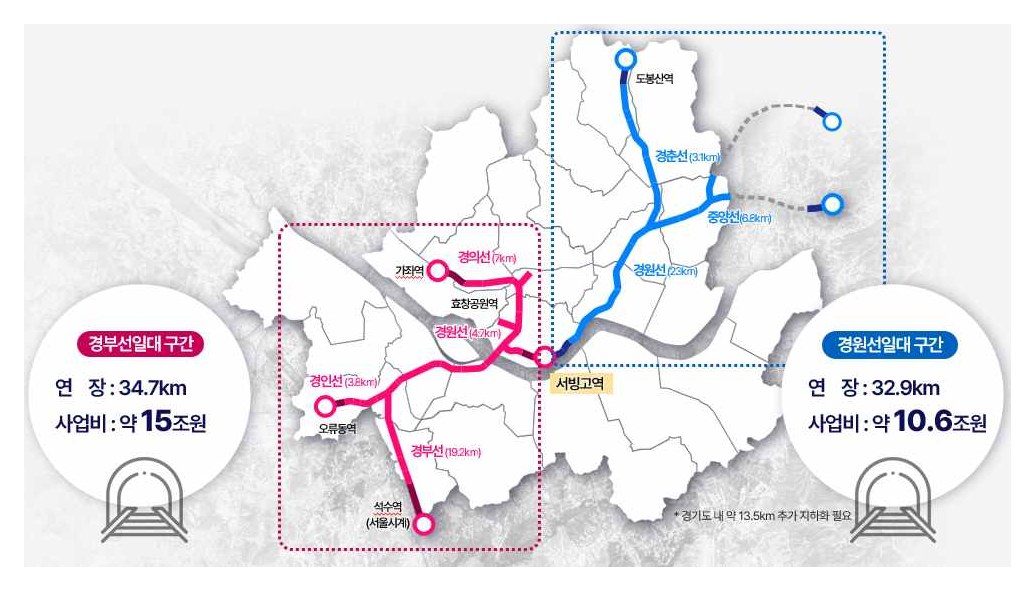 도봉산역
경춘선 (3.1km)
중앙선(6.8km)
경원선 (23km)
경의선 (7km)
가좌역
효창공원역
경원선 (4.7km)
서빙고역
경인선 (3.8km)
오류동역
경부선 (19.2km)
석수역
(서울시계)
경부선일대 구간
연 장 : 34.7km
사업비 : 약 15조원
경원선일대 구간
연 장 : 32.9km
사업비 : 약 10.6조원
* 경기도 내 약 13.5km 추가 지하화 필요